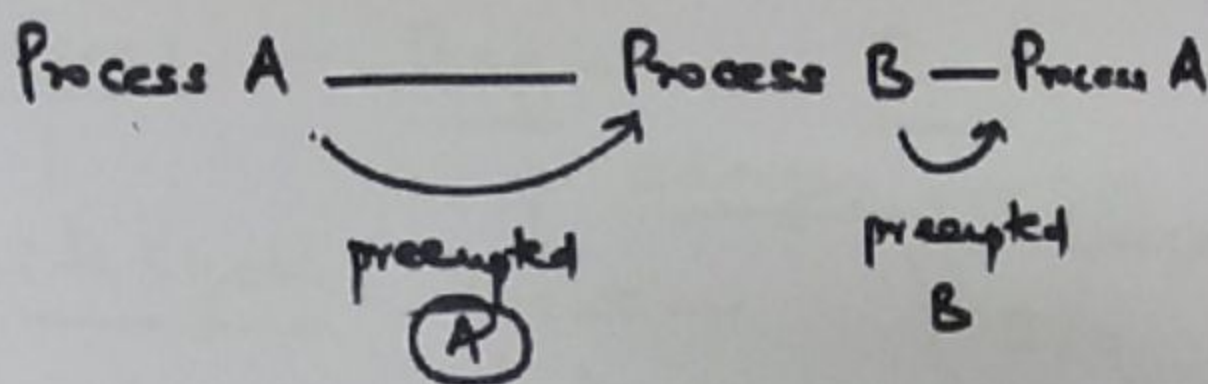 Process A — Process B — Process A
preempted
A
preempted
B